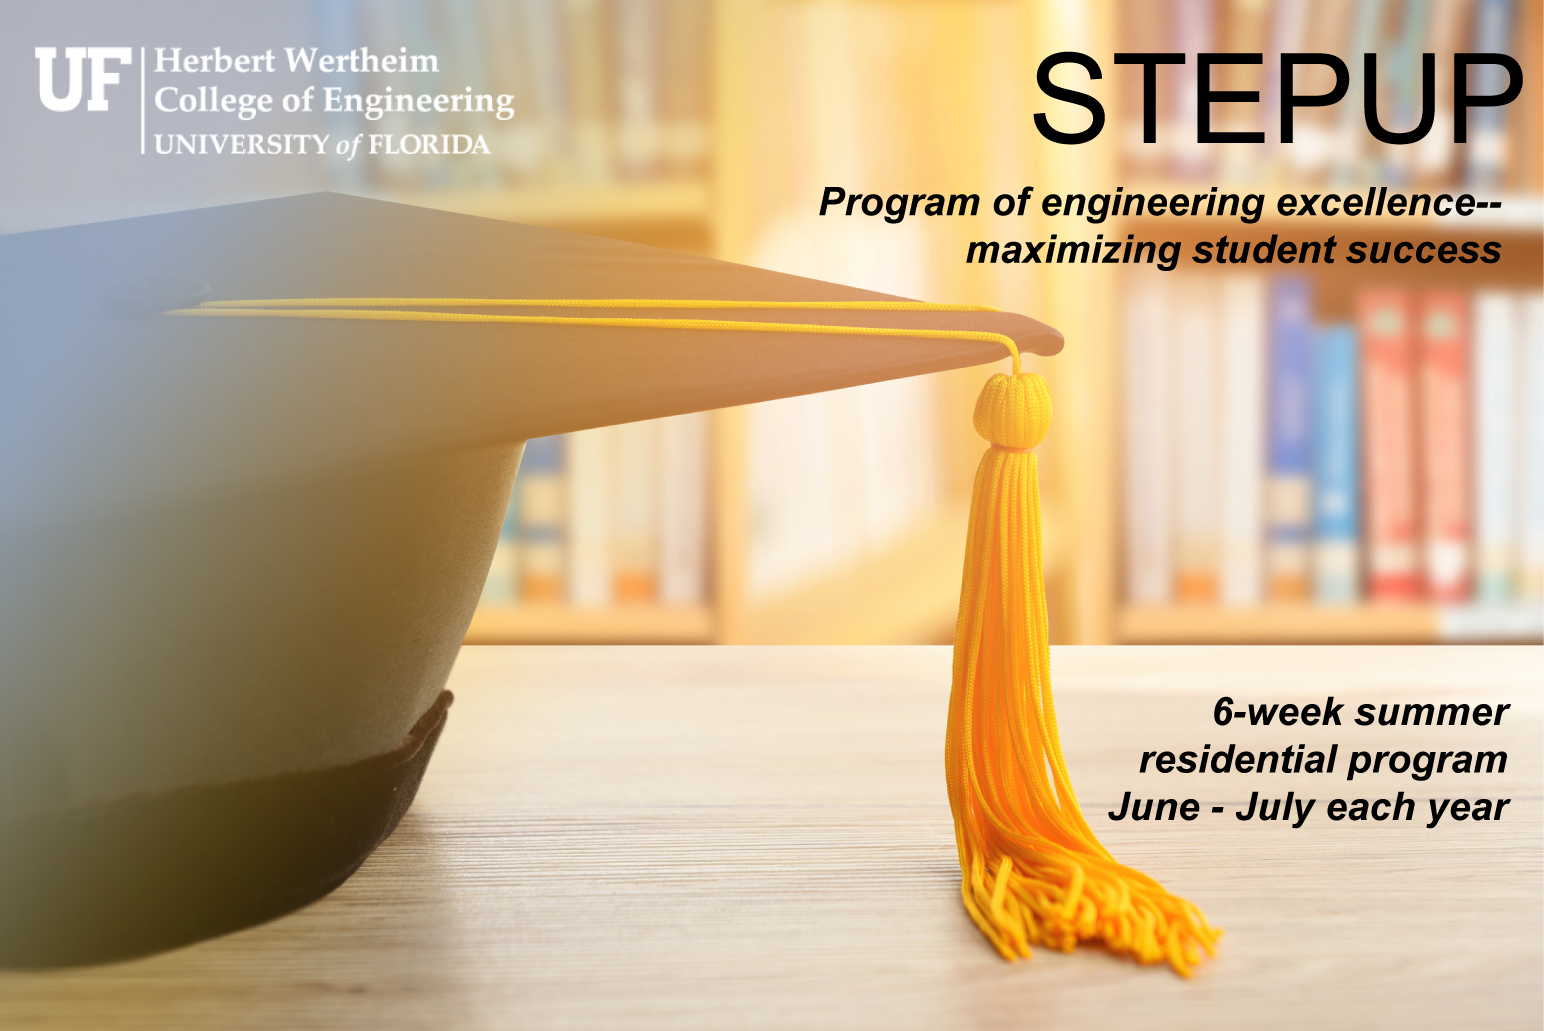 UF
Herbert Wertheim
College of Engineering
UNIVERSITY of FLORIDA
STEPUP
Program of engineering excellence--
maximizing student success
6-week summer
residential program
June - July each year